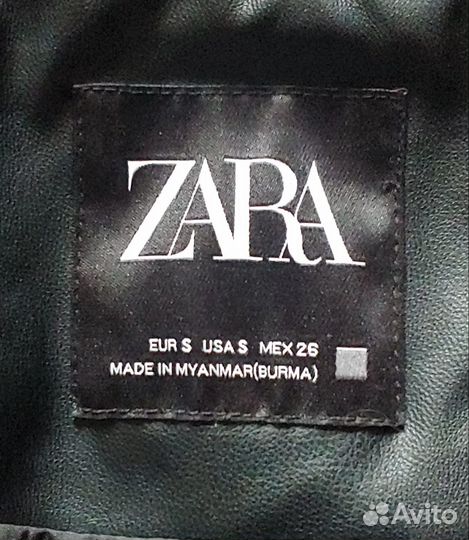 ZARA
EUR S USA S MEX 26
MADE IN MYANMAR(BURMA)
Avito